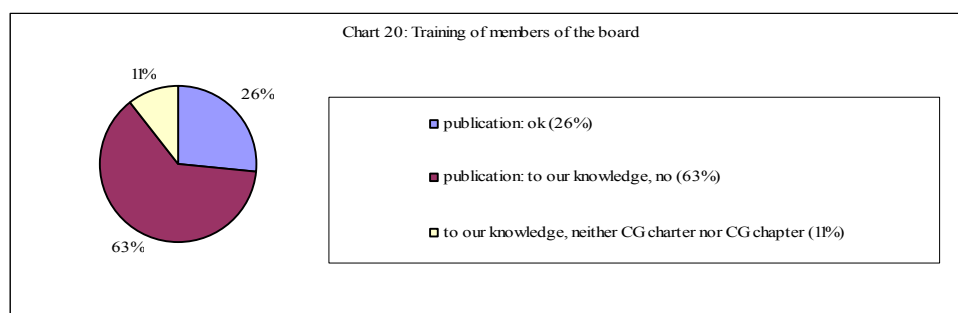 Chart 20: Training of members of the board
11%
26%
63%
publication: ok (26%)
publication: to our knowledge, no (63%)
to our knowledge, neither CG charter nor CG chapter (11%)